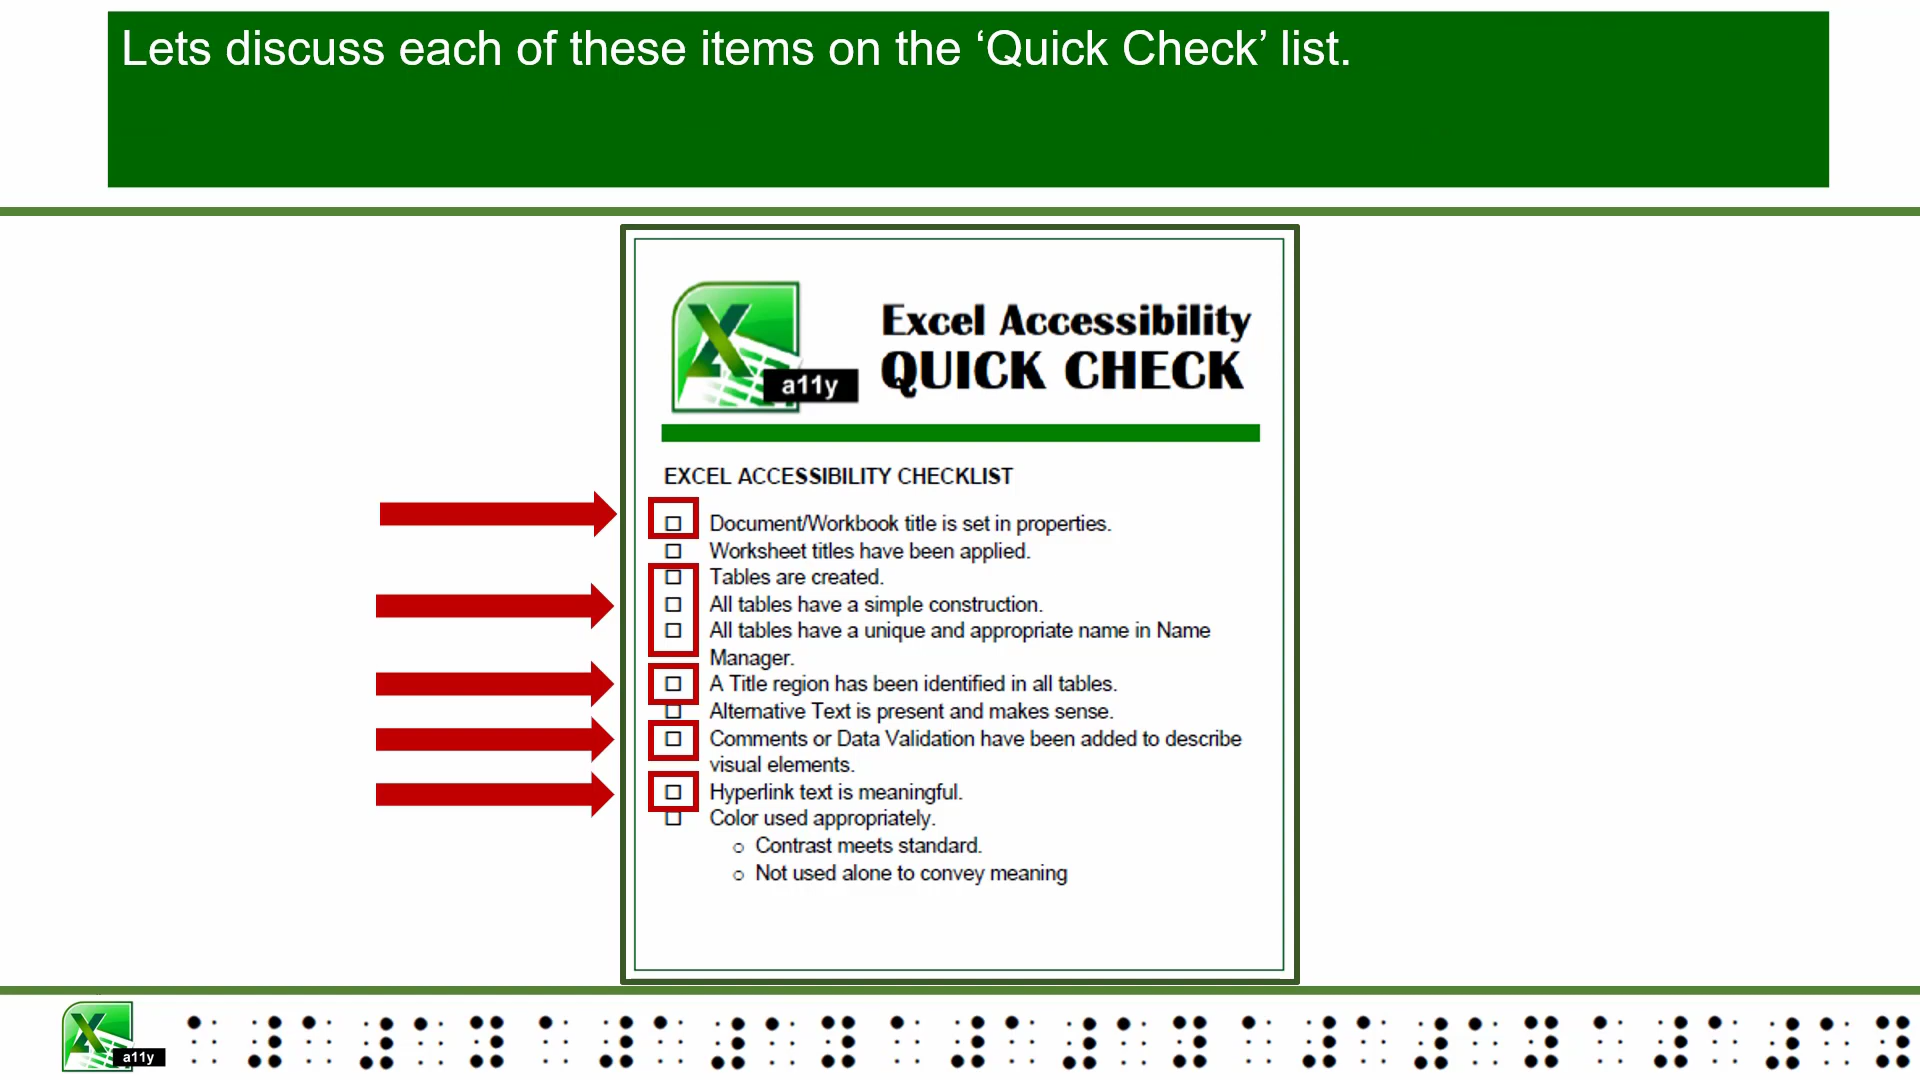 Lets discuss each of these items on the ‘Quick Check’ list.
a11y
Excel Accessibility
QUICK CHECK
EXCEL ACCESSIBILITY CHECKLIST
Document/Workbook title is set in properties.
Worksheet titles have been applied.
Tables are created.
All tables have a simple construction.
All tables have a unique and appropriate name in Name
Manager.
A Title region has been identified in all tables.
Alternative Text is present and makes sense.
Comments or Data Validation have been added to describe
visual elements.
Hyperlink text is meaningful.
Color used appropriately.
Contrast meets standard.
Not used alone to convey meaning
a11y